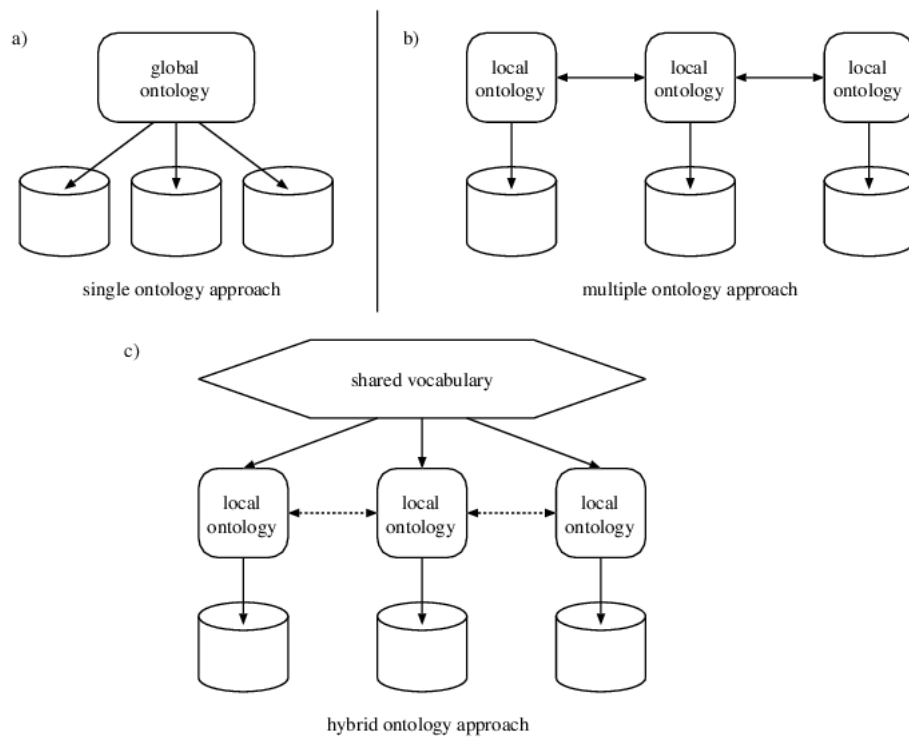 a)
global
ontology
single ontology approach
b)
local
ontology
local
ontology
local
ontology
multiple ontology approach
c)
shared vocabulary
local
ontology
local
ontology
local
ontology
hybrid ontology approach